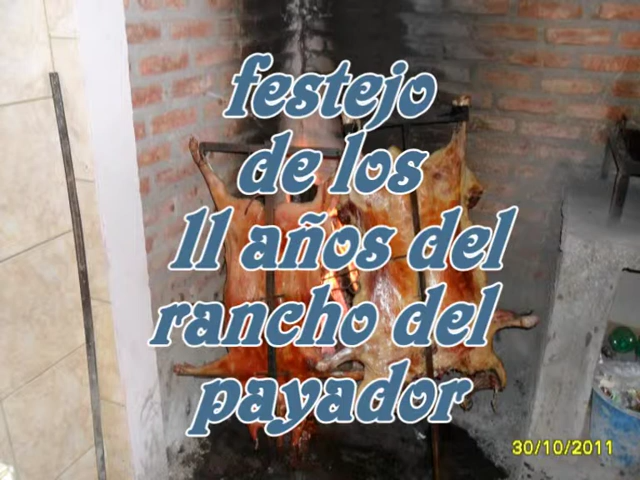 festejo
de los
11 años del
rancho del
payador
30/10/2011